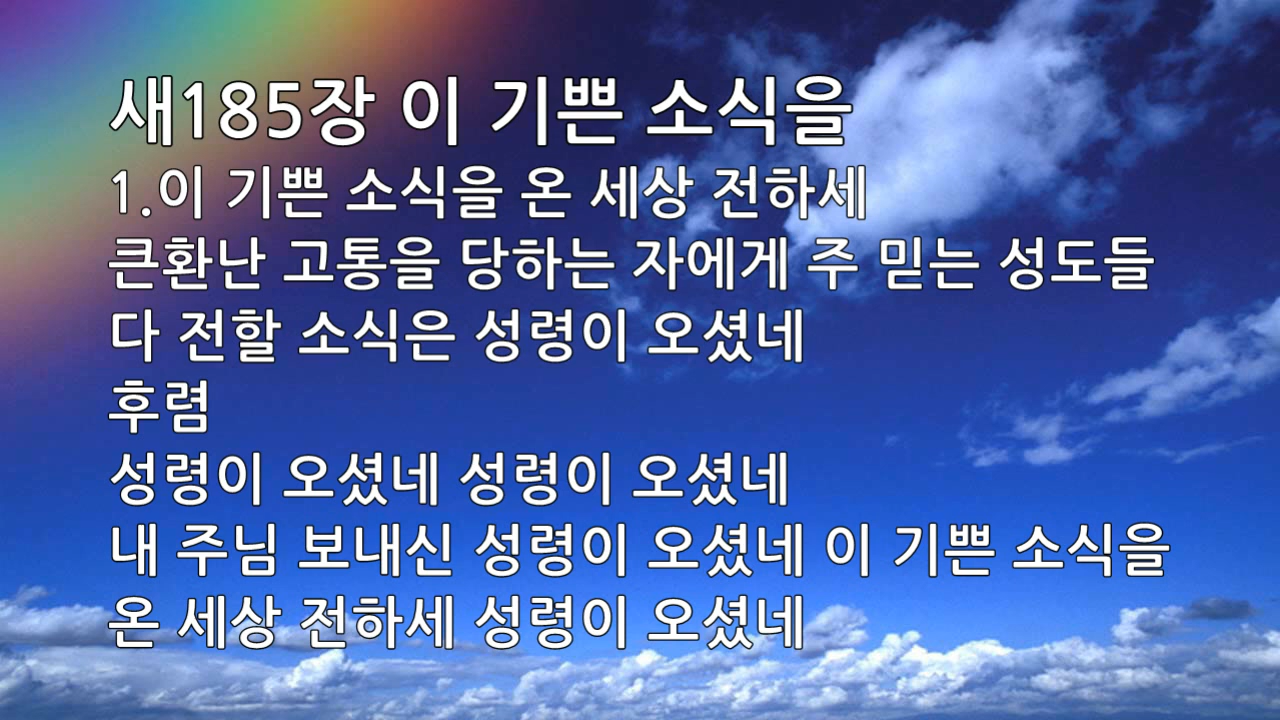 새185장 이 기쁜 소식을
1.이 기쁜 소식을 온 세상 전하세
큰환난 고통을 당하는 자에게 주 믿는 성도들
다 전할 소식은 성령이 오셨네
후렴
성령이 오셨네 성령이 오셨네
내 주님 보내신 성령이 오셨네 이 기쁜 소식을
온 세상 전하세 성령이 오셨네